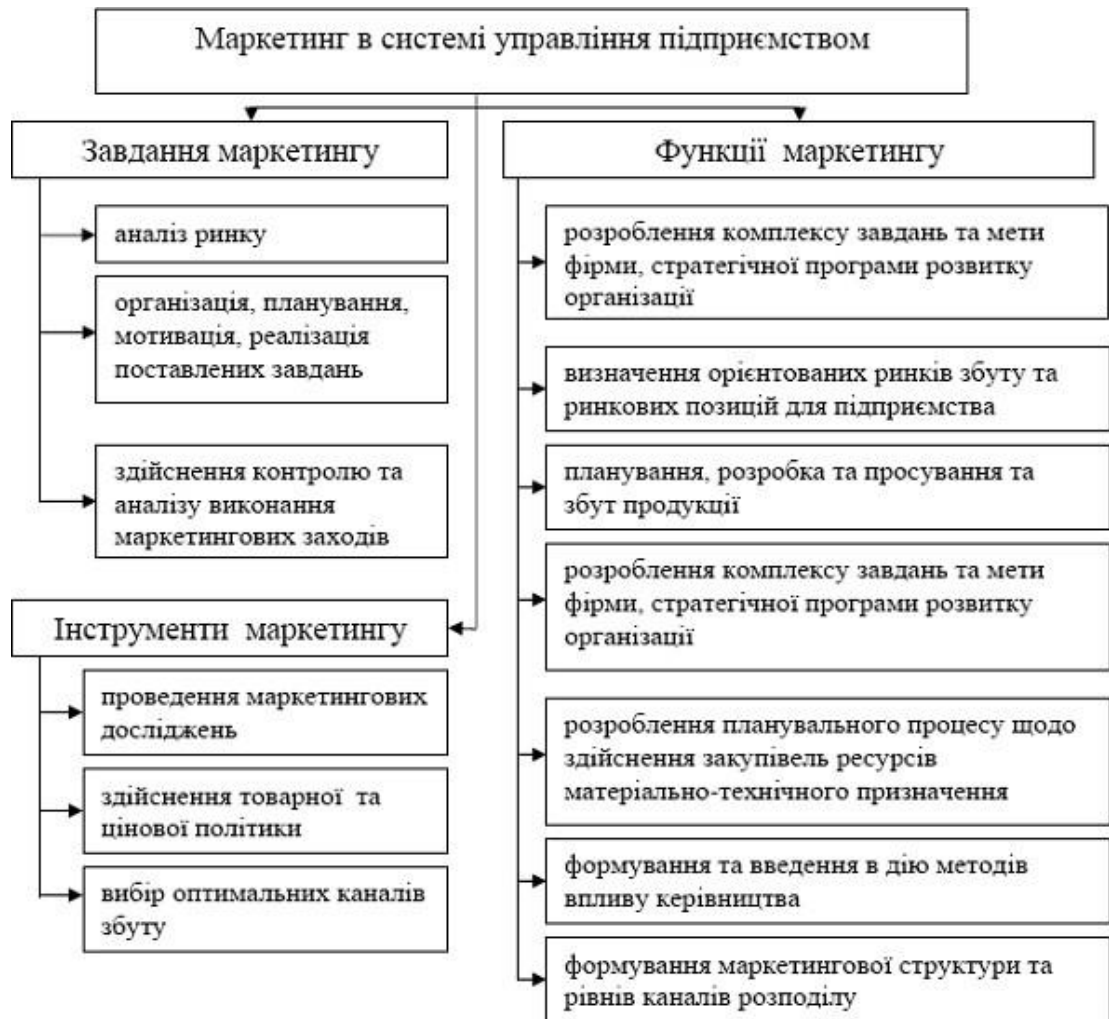 Маркетинг в системі управління підприємством
Завдання маркетингу
аналіз ринку
організація, планування,
мотивація, реалізація
поставлених завдань
здійснення контролю та
аналізу виконання
маркетингових заходів
Інструменти маркетингу
проведення маркетингових
досліджень
здійснення товарної та
цінової політики
вибір оптимальних каналів
збуту
Функції маркетингу
розроблення комплексу завдань та мети
фірми, стратегічної програми розвитку
організації
визначення орієнтованих ринків збуту та
ринкових позицій для підприємства
планування, розробка та просування та
збут продукції
розроблення комплексу завдань та мети
фірми, стратегічної програми розвитку
організації
розроблення планувального процесу щодо
здійснення закупівель ресурсів
матеріально-технічного призначення
формування та введення в дію методів
впливу керівництва
формування маркетингової структури та
рівнів каналів розподілу